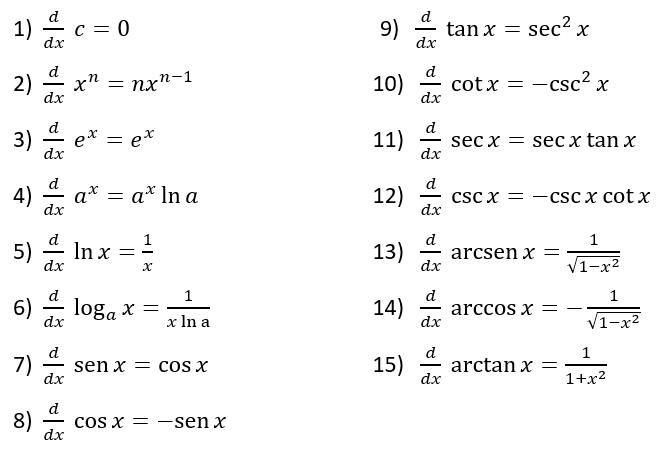 1) d/dx c = 0
2) d/dx xⁿ = nxⁿ⁻¹
3) d/dx eˣ = eˣ
4) d/dx aˣ = aˣ ln a
5) d/dx ln x = 1/x
6) d/dx logₐ x = 1/(x ln a)
7) d/dx sen x = cos x
8) d/dx cos x = −sen x
9) d/dx tan x = sec² x
10) d/dx cot x = −csc² x
11) d/dx sec x = sec x tan x
12) d/dx csc x = −csc x cot x
13) d/dx arcsen x = 1/√(1−x²)
14) d/dx arccos x = −1/√(1−x²)
15) d/dx arctan x = 1/(1+x²)